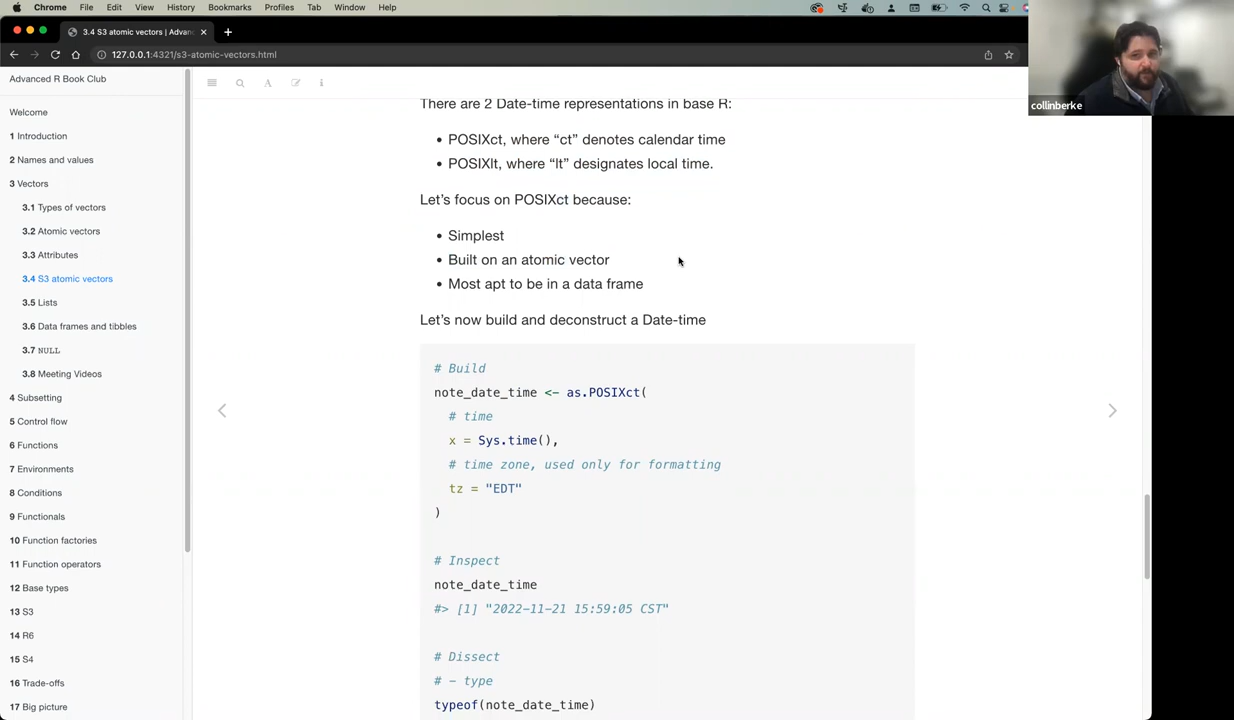 Chrome File Edit View History Bookmarks Profiles Tab Window Help
3.4 S3 atomic vectors | Advan
127.0.0.1:4321/s3-atomic-vectors.html
collinberke
Advanced R Book Club
Welcome
1 Introduction
2 Names and values
3 Vectors
3.1 Types of vectors
3.2 Atomic vectors
3.3 Attributes
3.4 S3 atomic vectors
3.5 Lists
3.6 Data frames and tibbles
3.7 NULL
3.8 Meeting Videos
4 Subsetting
5 Control flow
6 Functions
7 Environments
8 Conditions
9 Functionals
10 Function factories
11 Function operators
12 Base types
13 S3
14 R6
15 S4
16 Trade-offs
17 Big picture
There are 2 Date-time representations in base R:
• POSIXct, where “ct” denotes calendar time
• POSIXlt, where “lt” designates local time.
Let’s focus on POSIXct because:
• Simplest
• Built on an atomic vector
• Most apt to be in a data frame
Let’s now build and deconstruct a Date-time
# Build
note_date_time <- as.POSIXct(
# time
x = Sys.time(),
# time zone, used only for formatting
tz = "EDT"
)
# Inspect
note_date_time
#> [1] "2022-11-21 15:59:05 CST"
# Dissect
# - type
typeof(note_date_time)